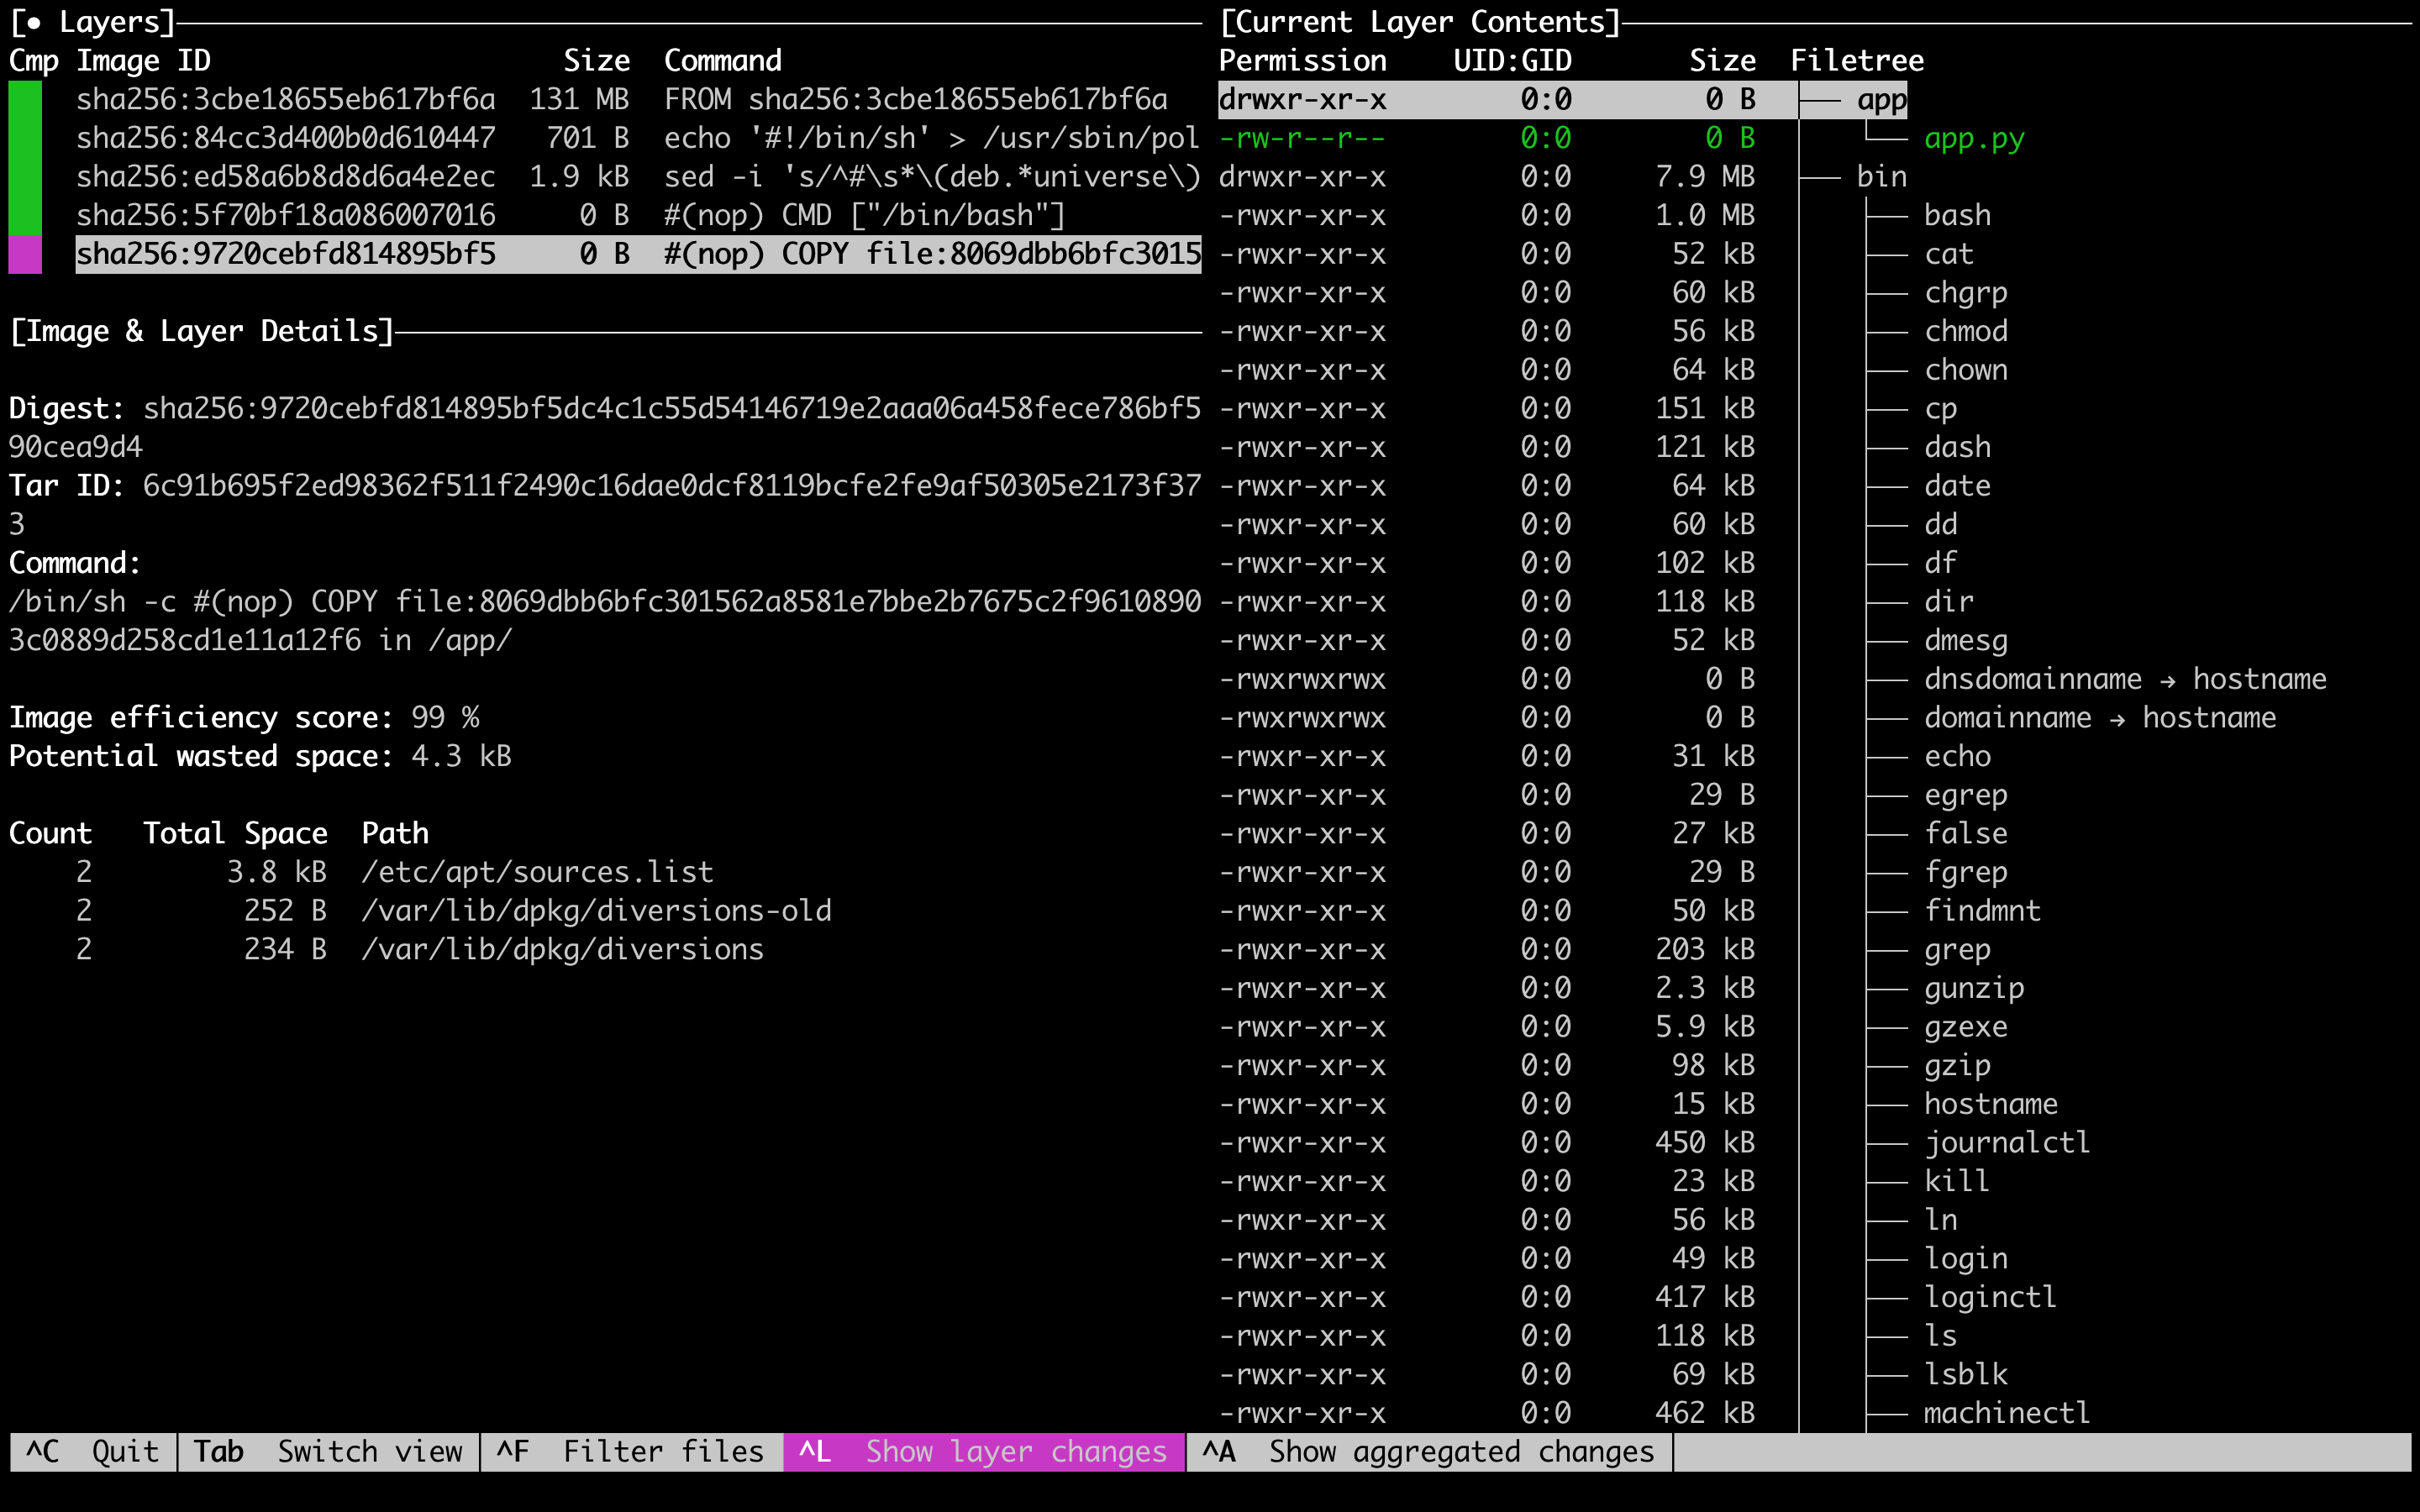 [● Layers]
Cmp Image ID Size Command
sha256:3cbe18655eb617bf6a 131 MB FROM sha256:3cbe18655eb617bf6a
sha256:84cc3d400b0d610447 701 B echo '#!/bin/sh' > /usr/sbin/pol
sha256:ed58a6b8d8d6a4e2ec 1.9 kB sed -i 's/^#\s*\(deb.*universe\)
sha256:5f70bf18a086007016 0 B #(nop) CMD ["/bin/bash"]
sha256:9720cebfd814895bf5 0 B #(nop) COPY file:8069dbb6bfc3015
[Image & Layer Details]
Digest: sha256:9720cebfd814895bf5dc4c1c55d54146719e2aaa06a458fece786bf5
90cea9d4
Tar ID: 6c91b695f2ed98362f511f2490c16dae0dcf8119bcfe2fe9af50305e2173f37
3
Command:
/bin/sh -c #(nop) COPY file:8069dbb6bfc301562a8581e7bbe2b7675c2f9610890
3c0889d258cd1e11a12f6 in /app/
Image efficiency score: 99 %
Potential wasted space: 4.3 kB
Count Total Space Path
2 3.8 kB /etc/apt/sources.list
2 252 B /var/lib/dpkg/diversions-old
2 234 B /var/lib/dpkg/diversions
[Current Layer Contents]
Permission UID:GID Size Filetree
drwxr-xr-x 0:0 0 B ├── app
-rw-r--r-- 0:0 0 B │ └── app.py
drwxr-xr-x 0:0 7.9 MB ├── bin
-rwxr-xr-x 0:0 1.0 MB │ ├── bash
-rwxr-xr-x 0:0 52 kB │ ├── cat
-rwxr-xr-x 0:0 60 kB │ ├── chgrp
-rwxr-xr-x 0:0 56 kB │ ├── chmod
-rwxr-xr-x 0:0 64 kB │ ├── chown
-rwxr-xr-x 0:0 151 kB │ ├── cp
-rwxr-xr-x 0:0 121 kB │ ├── dash
-rwxr-xr-x 0:0 64 kB │ ├── date
-rwxr-xr-x 0:0 60 kB │ ├── dd
-rwxr-xr-x 0:0 102 kB │ ├── df
-rwxr-xr-x 0:0 118 kB │ ├── dir
-rwxr-xr-x 0:0 52 kB │ ├── dmesg
-rwxrwxrwx 0:0 0 B │ ├── dnsdomainname → hostname
-rwxrwxrwx 0:0 0 B │ ├── domainname → hostname
-rwxr-xr-x 0:0 31 kB │ ├── echo
-rwxr-xr-x 0:0 29 B │ ├── egrep
-rwxr-xr-x 0:0 27 kB │ ├── false
-rwxr-xr-x 0:0 29 B │ ├── fgrep
-rwxr-xr-x 0:0 50 kB │ ├── findmnt
-rwxr-xr-x 0:0 203 kB │ ├── grep
-rwxr-xr-x 0:0 2.3 kB │ ├── gunzip
-rwxr-xr-x 0:0 5.9 kB │ ├── gzexe
-rwxr-xr-x 0:0 98 kB │ ├── gzip
-rwxr-xr-x 0:0 15 kB │ ├── hostname
-rwxr-xr-x 0:0 450 kB │ ├── journalctl
-rwxr-xr-x 0:0 23 kB │ ├── kill
-rwxr-xr-x 0:0 56 kB │ ├── ln
-rwxr-xr-x 0:0 49 kB │ ├── login
-rwxr-xr-x 0:0 417 kB │ ├── loginctl
-rwxr-xr-x 0:0 118 kB │ ├── ls
-rwxr-xr-x 0:0 69 kB │ ├── lsblk
-rwxr-xr-x 0:0 462 kB │ ├── machinectl
^C Quit Tab Switch view ^F Filter files ^L Show layer changes ^A Show aggregated changes